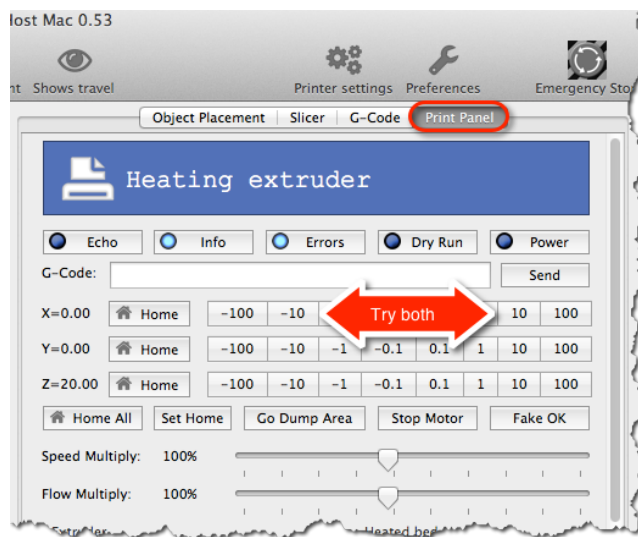 Host Mac 0.53
Shows travel Printer settings Preferences Emergency Sto
Object Placement Slicer G-Code Print Panel
Heating extruder
Echo Info Errors Dry Run Power
G-Code: Send
X=0.00 Home -100 -10 Try both 10 100
Y=0.00 Home -100 -10 -1 -0.1 0.1 1 10 100
Z=20.00 Home -100 -10 -1 -0.1 0.1 1 10 100
Home All Set Home Go Dump Area Stop Motor Fake OK
Speed Multiply: 100%
Flow Multiply: 100%
Extruder Heated bed